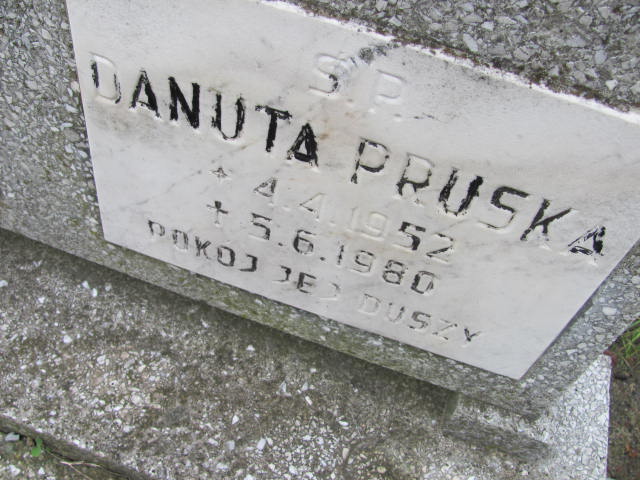 Ś.P.
DANUTA PRUSKA
* 4.4.1952
✝ 5.6.1980
POKÓJ JEJ DUSZY